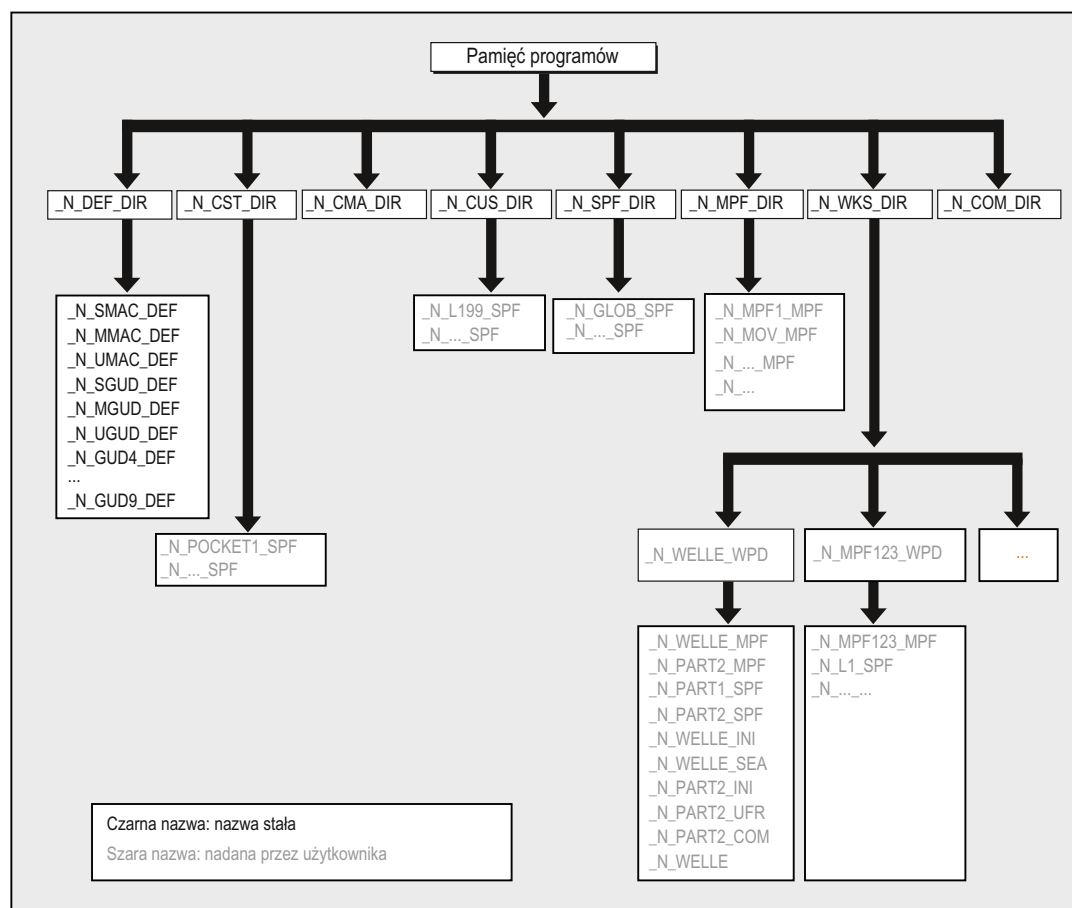 Pamięć programów
_N_DEF_DIR
_N_CST_DIR
_N_CMA_DIR
_N_CUS_DIR
_N_SPF_DIR
_N_MPF_DIR
_N_WKS_DIR
_N_COM_DIR
_N_SMAC_DEF
_N_MMAC_DEF
_N_UMAC_DEF
_N_SGUD_DEF
_N_MGUD_DEF
_N_UGUD_DEF
_N_GUD4_DEF
...
_N_GUD9_DEF
_N_POCKET1_SPF
_N_..._SPF
_N_L199_SPF
_N_..._SPF
_N_GLOB_SPF
_N_..._SPF
_N_MPF1_MPF
_N_MOV_MPF
_N_..._MPF
_N_...
_N_WELLE_WPD
_N_MPF123_WPD
...
_N_WELLE_MPF
_N_PART2_MPF
_N_PART1_SPF
_N_PART2_SPF
_N_WELLE_INI
_N_WELLE_SEA
_N_PART2_INI
_N_PART2_UFR
_N_PART2_COM
_N_WELLE
_N_MPF123_MPF
_N_L1_SPF
_N_..._...
Czarna nazwa: nazwa stała
Szara nazwa: nadana przez użytkownika